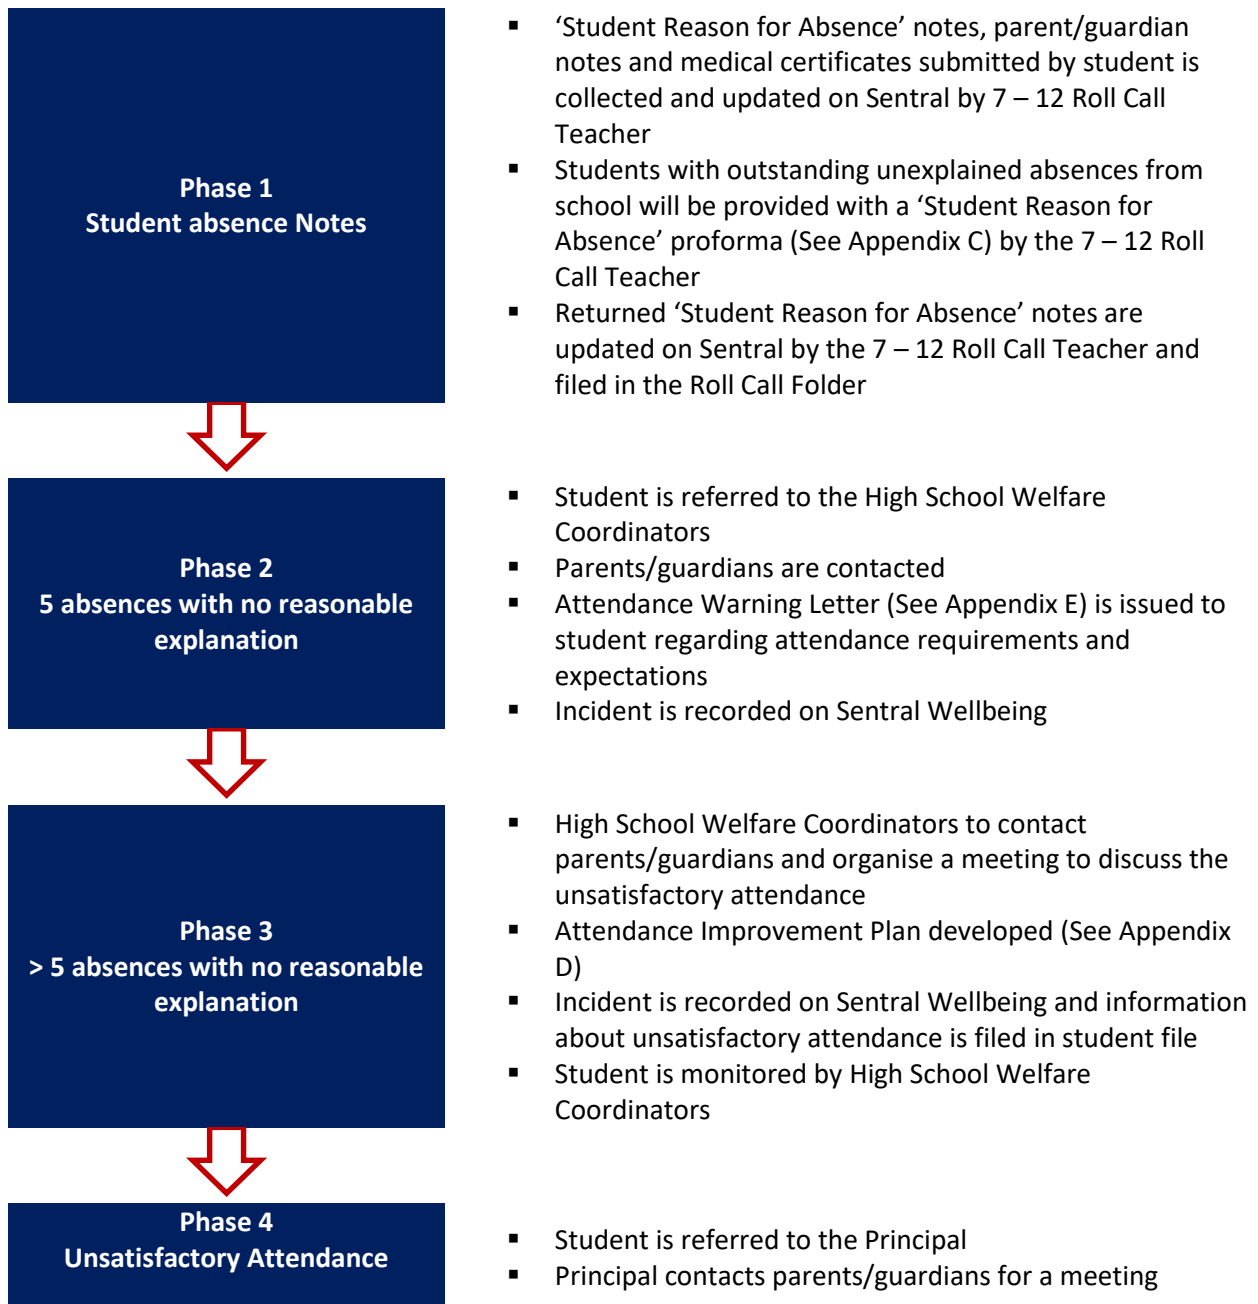 Phase 1
Student absence Notes
▪ ‘Student Reason for Absence’ notes, parent/guardian
notes and medical certificates submitted by student is
collected and updated on Sentral by 7 – 12 Roll Call
Teacher
▪ Students with outstanding unexplained absences from
school will be provided with a ‘Student Reason for
Absence’ proforma (See Appendix C) by the 7 – 12 Roll
Call Teacher
▪ Returned ‘Student Reason for Absence’ notes are
updated on Sentral by the 7 – 12 Roll Call Teacher and
filed in the Roll Call Folder
Phase 2
5 absences with no reasonable
explanation
▪ Student is referred to the High School Welfare
Coordinators
▪ Parents/guardians are contacted
▪ Attendance Warning Letter (See Appendix E) is issued to
student regarding attendance requirements and
expectations
▪ Incident is recorded on Sentral Wellbeing
Phase 3
> 5 absences with no reasonable
explanation
▪ High School Welfare Coordinators to contact
parents/guardians and organise a meeting to discuss the
unsatisfactory attendance
▪ Attendance Improvement Plan developed (See Appendix
D)
▪ Incident is recorded on Sentral Wellbeing and information
about unsatisfactory attendance is filed in student file
▪ Student is monitored by High School Welfare
Coordinators
Phase 4
Unsatisfactory Attendance
▪ Student is referred to the Principal
▪ Principal contacts parents/guardians for a meeting